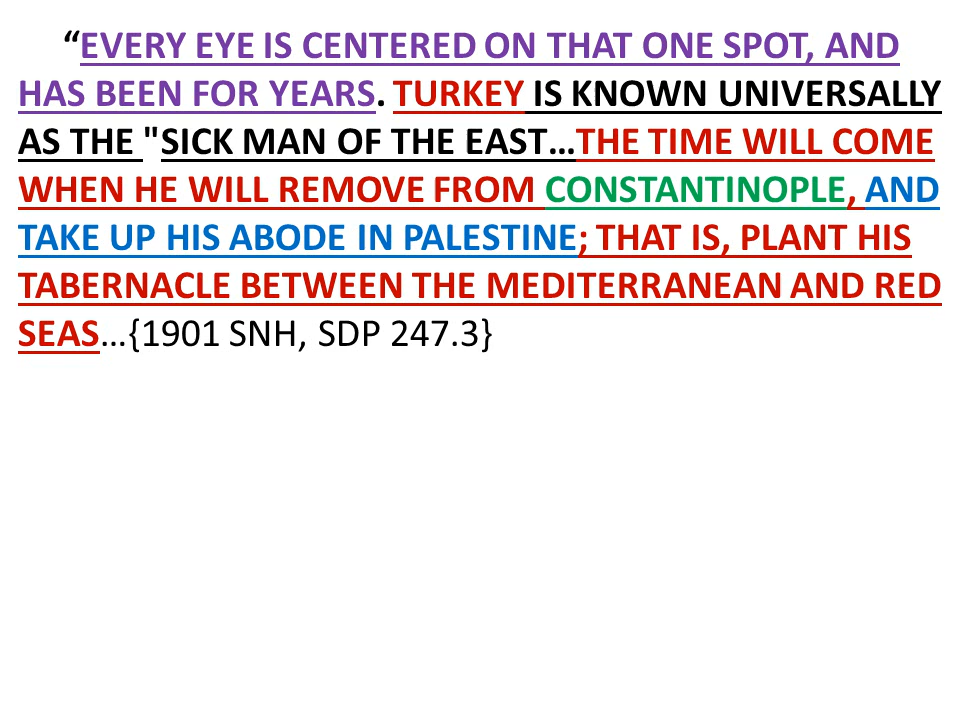 “EVERY EYE IS CENTERED ON THAT ONE SPOT, AND
HAS BEEN FOR YEARS. TURKEY IS KNOWN UNIVERSALLY
AS THE "SICK MAN OF THE EAST…THE TIME WILL COME
WHEN HE WILL REMOVE FROM CONSTANTINOPLE, AND
TAKE UP HIS ABODE IN PALESTINE; THAT IS, PLANT HIS
TABERNACLE BETWEEN THE MEDITERRANEAN AND RED
SEAS…{1901 SNH, SDP 247.3}